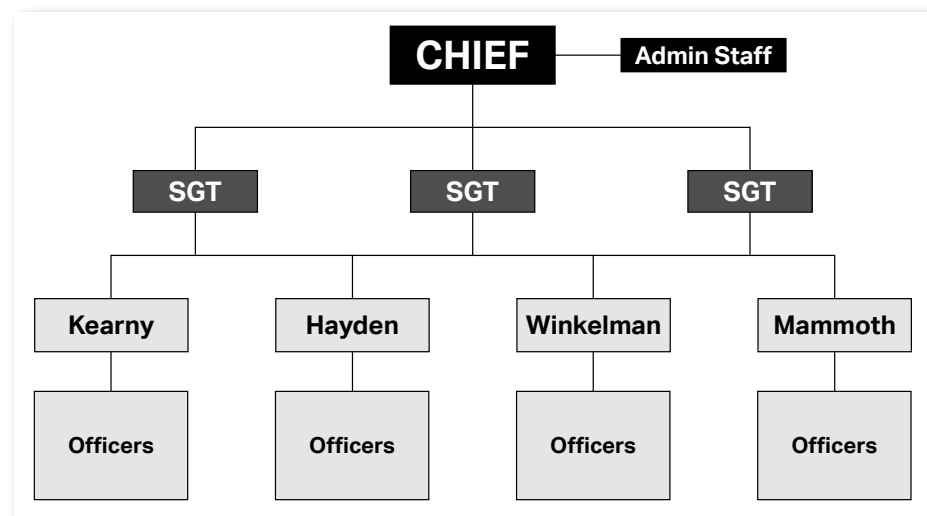 CHIEF
Admin Staff
SGT
SGT
SGT
Kearny
Hayden
Winkelman
Mammoth
Officers
Officers
Officers
Officers